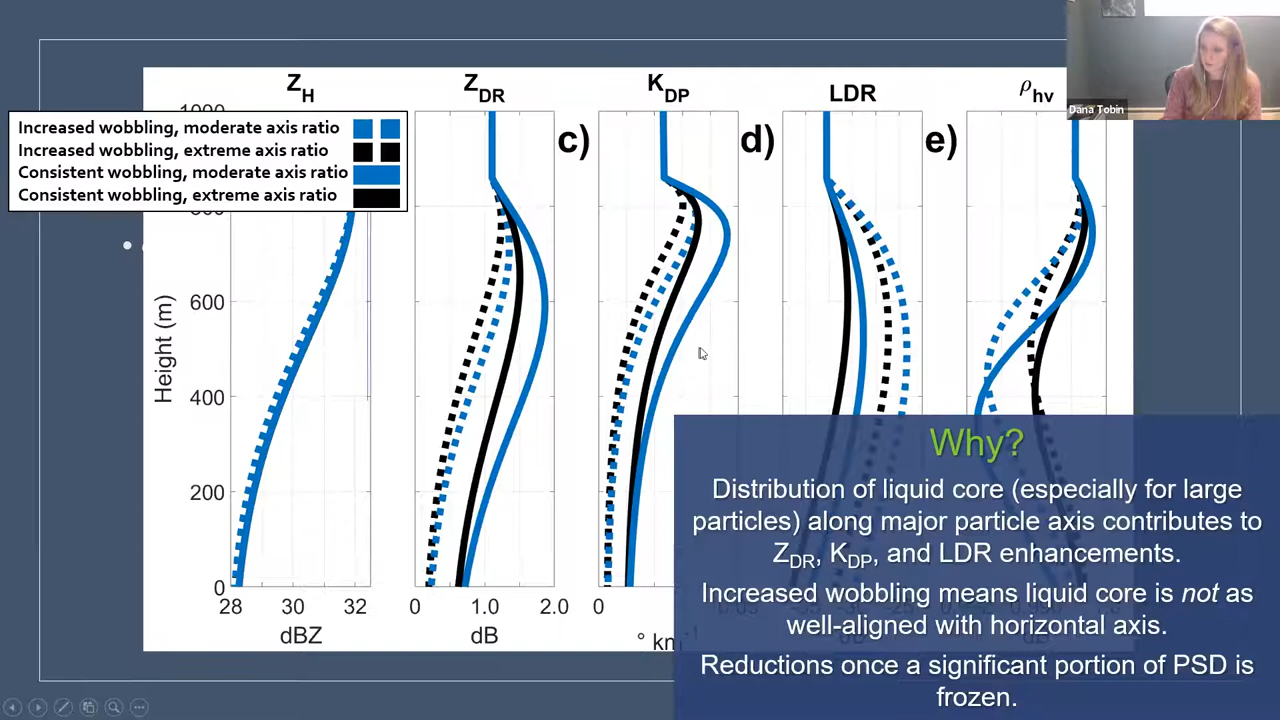 Z_H
Z_DR
K_DP
LDR
ρ_hv
Dana Tobin
Increased wobbling, moderate axis ratio
Increased wobbling, extreme axis ratio
Consistent wobbling, moderate axis ratio
Consistent wobbling, extreme axis ratio
c)
d)
e)
1000
800
600
400
200
0
Height (m)
28 30 32
dBZ
0 1.0 2.0
dB
0
° km⁻¹
Why?
Distribution of liquid core (especially for large
particles) along major particle axis contributes to
Z_DR, K_DP, and LDR enhancements.
Increased wobbling means liquid core is not as
well-aligned with horizontal axis.
Reductions once a significant portion of PSD is
frozen.